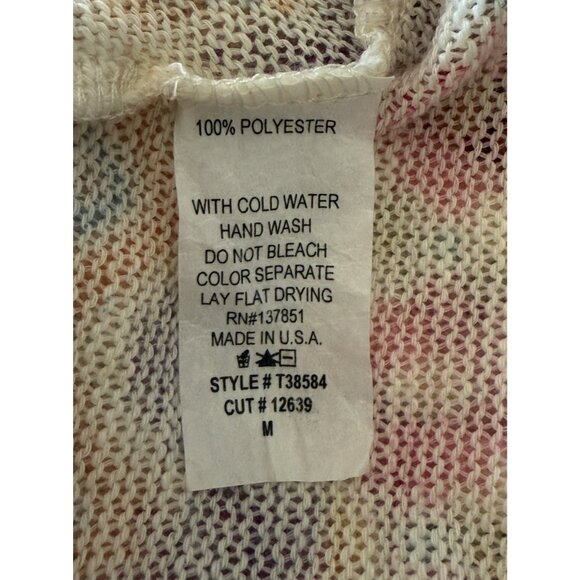 100% POLYESTER
WITH COLD WATER
HAND WASH
DO NOT BLEACH
COLOR SEPARATE
LAY FLAT DRYING
RN#137851
MADE IN U.S.A.
STYLE # T38584
CUT # 12639
M